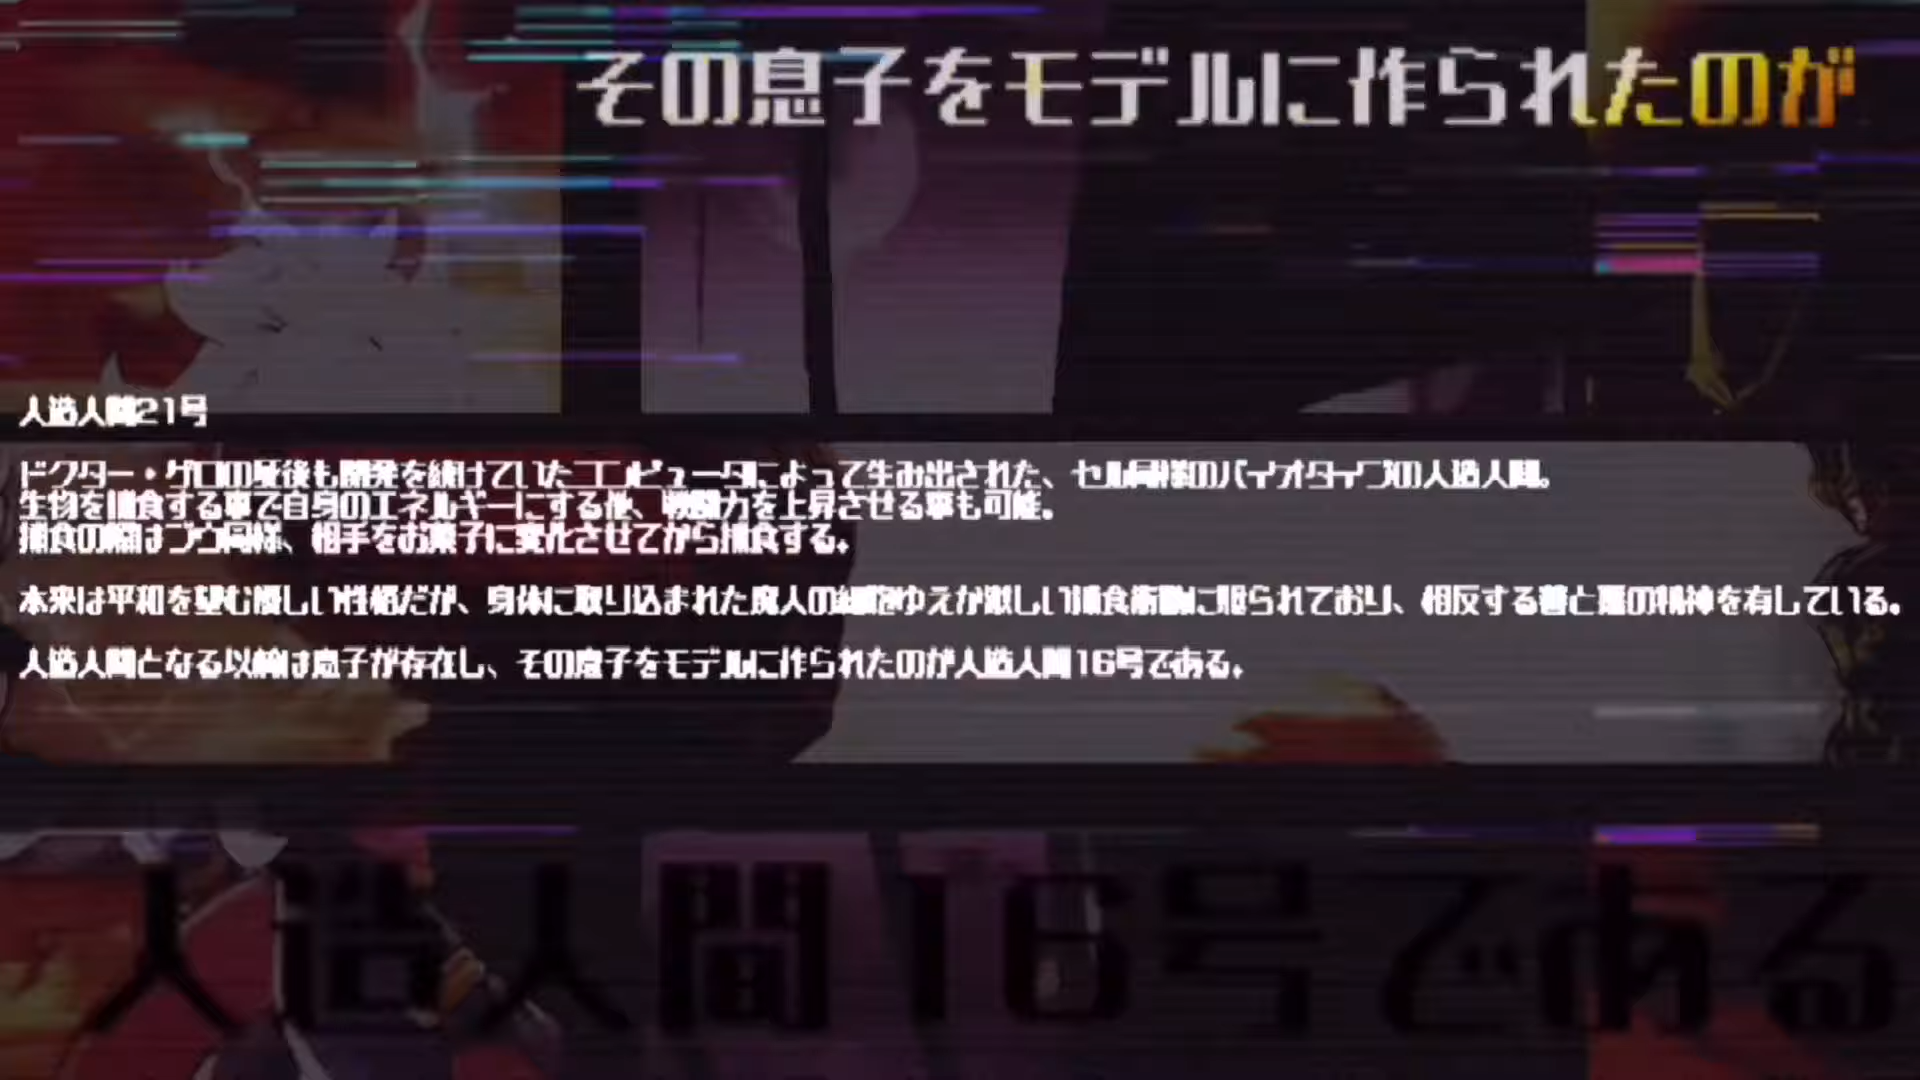 その息子をモデルに作られたのが
人造人間21号
ドクター・ゲロの死後も開発を続けていたコンピュータによって生み出された、セル同様のバイオタイプの人造人間。
生物を捕食する事で自身のエネルギーにする他、戦闘力を上昇させる事も可能。
捕食の際はブウ同様、相手をお菓子に変化させてから捕食する。
本来は平和を望む優しい性格だが、身体に取り込まれた魔人の細胞ゆえか激しい捕食衝動に駆られており、相反する善と悪の精神を有している。
人造人間となる以前は息子が存在し、その息子をモデルに作られたのが人造人間16号である。
人造人間16号である